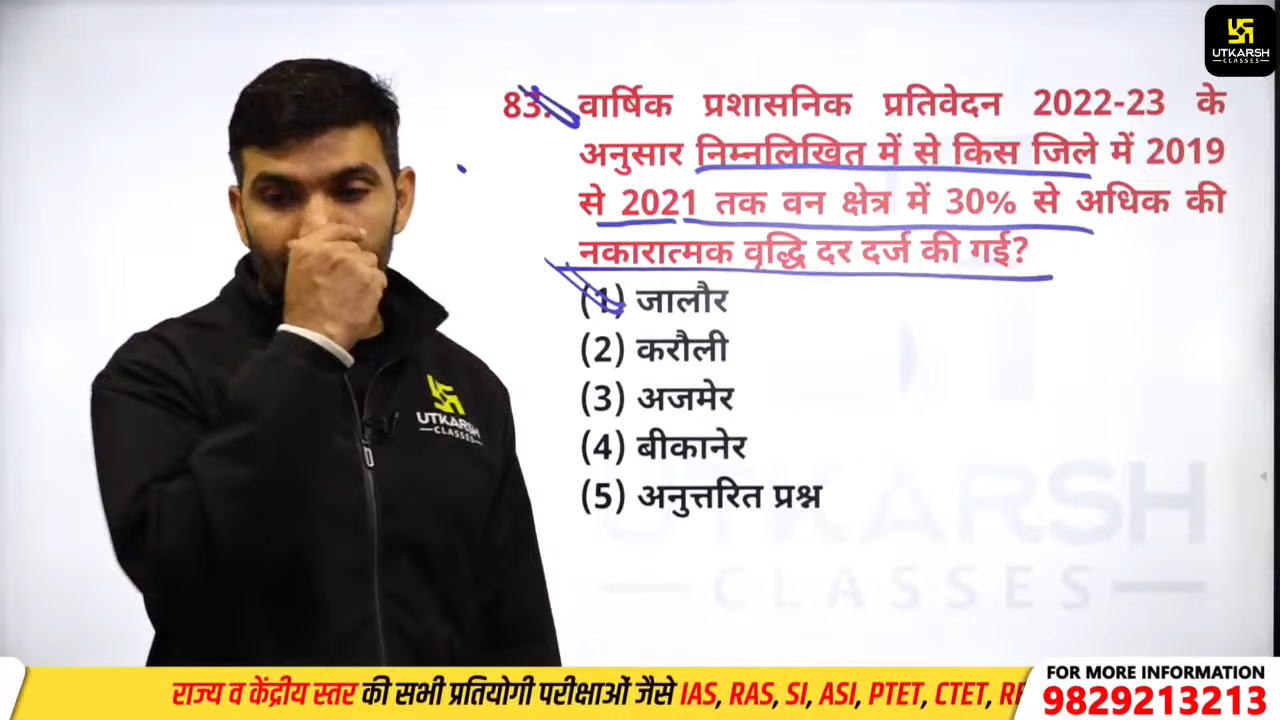 UTKARSH
CLASSES
83. वार्षिक प्रशासनिक प्रतिवेदन 2022-23 के
अनुसार निम्नलिखित में से किस जिले में 2019
से 2021 तक वन क्षेत्र में 30% से अधिक की
नकारात्मक वृद्धि दर दर्ज की गई?
(1) जालौर
(2) करौली
(3) अजमेर
(4) बीकानेर
(5) अनुत्तरित प्रश्न
UTKARSH
CLASSES
UTKARSH
CLASSES
राज्य व केंद्रीय स्तर की सभी प्रतियोगी परीक्षाओं जैसे IAS, RAS, SI, ASI, PTET, CTET,
FOR MORE INFORMATION
9829213213